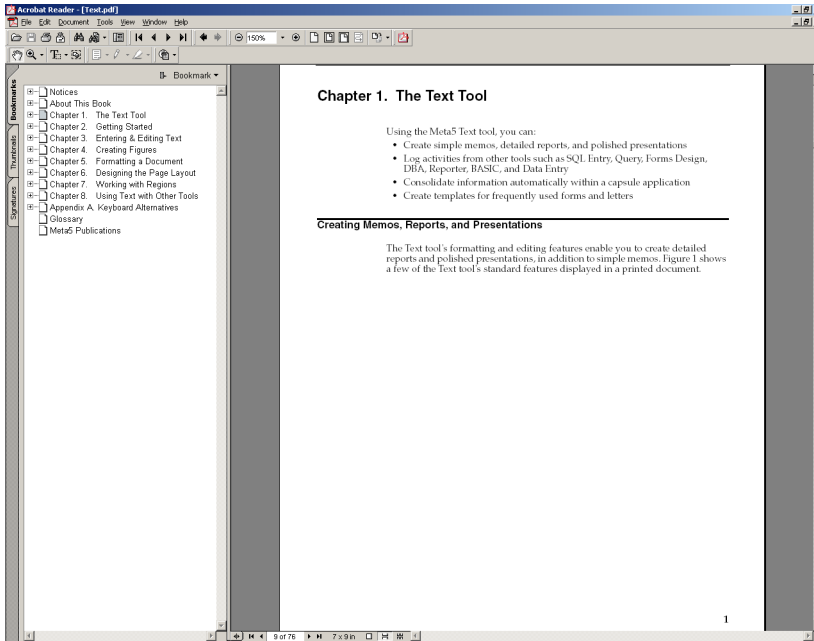 Acrobat Reader - [Text.pdf]
File Edit Document Tools View Window Help
150%
Bookmark
Bookmarks
Thumbnails
Signatures
Notices
About This Book
Chapter 1. The Text Tool
Chapter 2. Getting Started
Chapter 3. Entering & Editing Text
Chapter 4. Creating Figures
Chapter 5. Formatting a Document
Chapter 6. Designing the Page Layout
Chapter 7. Working with Regions
Chapter 8. Using Text with Other Tools
Appendix A. Keyboard Alternatives
Glossary
Meta5 Publications
Chapter 1. The Text Tool
Using the Meta5 Text tool, you can:
• Create simple memos, detailed reports, and polished presentations
• Log activities from other tools such as SQL Entry, Query, Forms Design,
DBA, Reporter, BASIC, and Data Entry
• Consolidate information automatically within a capsule application
• Create templates for frequently used forms and letters
Creating Memos, Reports, and Presentations
The Text tool's formatting and editing features enable you to create detailed
reports and polished presentations, in addition to simple memos. Figure 1 shows
a few of the Text tool's standard features displayed in a printed document.
1
9 of 76
7 x 9 in